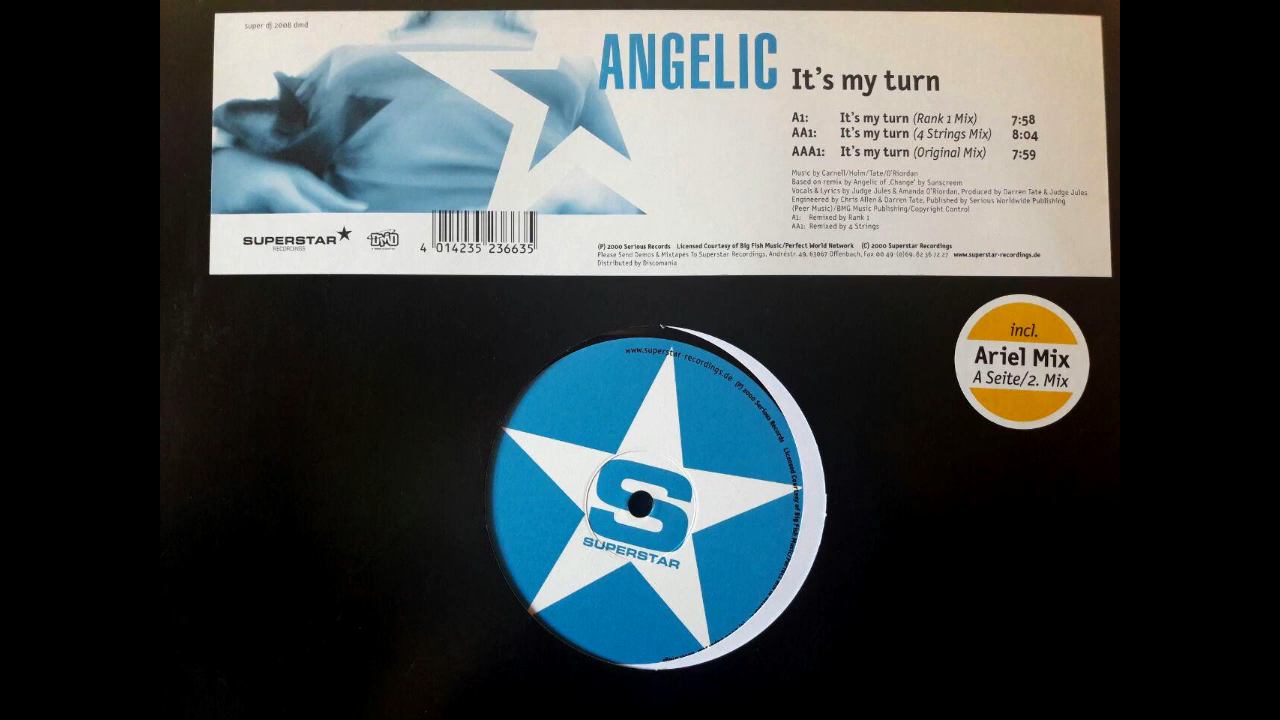 super dj 2008 dmd
ANGELIC It's my turn
A1: It's my turn (Rank 1 Mix) 7:58
AA1: It's my turn (4 Strings Mix) 8:04
AAA1: It's my turn (Original Mix) 7:59
Music by Carnell/Holm/Tate/O'Riordan
Based on remix by Angelic of 'Change' by Sunscreem
Vocals & Lyrics by Judge Jules & Amanda O'Riordan, Produced by Darren Tate & Judge Jules
Engineered by Chris Allen & Darren Tate, Published by Serious Worldwide Publishing
(Peer Music)/BMG Music Publishing/Copyright Control
A1: Remixed by Rank 1
AA1: Remixed by 4 Strings
SUPERSTAR
RECORDINGS
DMD
4 014235 236635
(P) 2000 Serious Records Licensed Courtesy of Big Fish Music/Perfect World Network (C) 2000 Superstar Recordings
Please Send Demos & Mixtapes To Superstar Recordings, Andréstr. 49, 63067 Offenbach, Fax 00 49-(0)69. 82 36 72 27 www.superstar-recordings.de
Distributed by Discomania
incl.
Ariel Mix
A Seite/2. Mix
www.superstar-recordings.de (P) 2000 Serious Records Licensed Courtesy of Big Fish Music/
S
SUPERSTAR